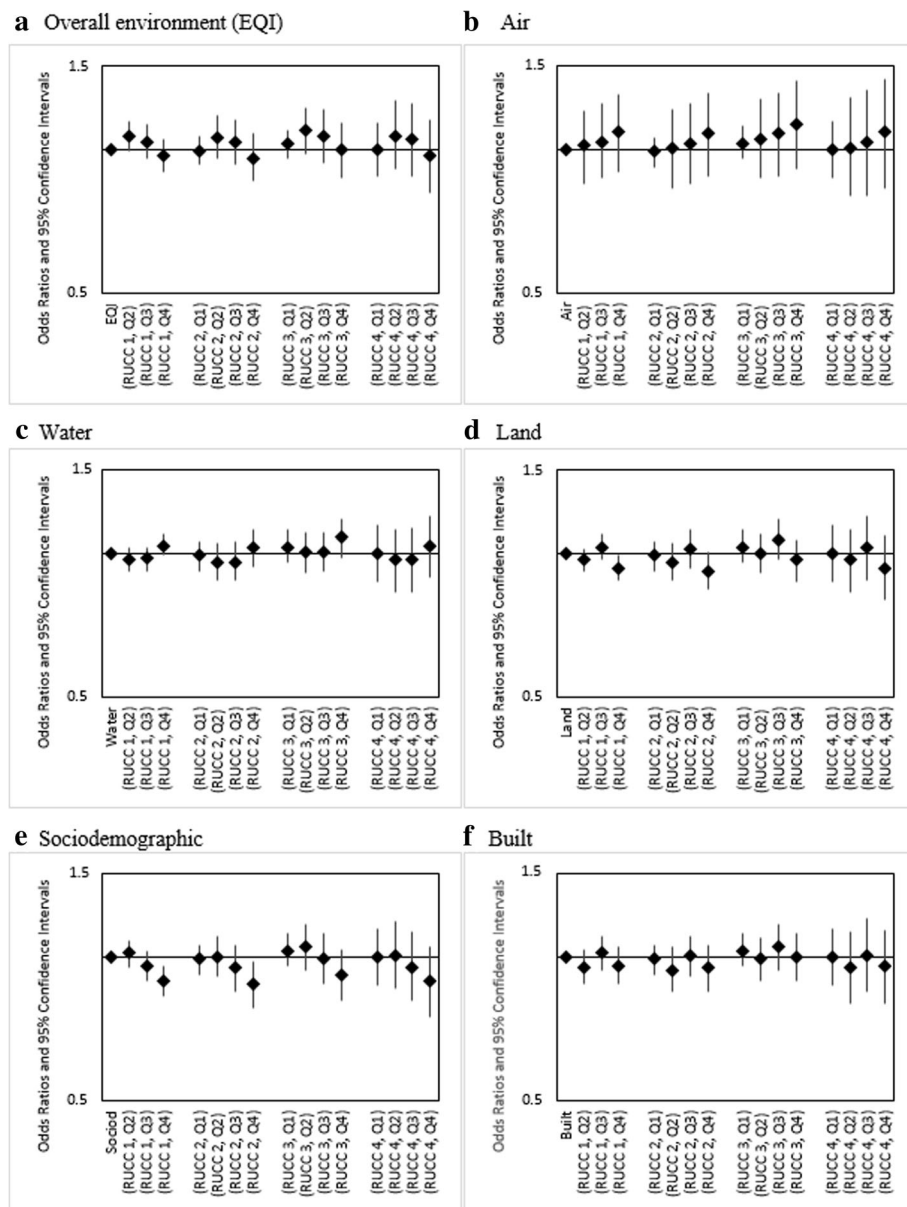 a Overall environment (EQI)
Odds Ratios and 95% Confidence Intervals
1.5
0.5
EQI
(RUCC 1, Q2)
(RUCC 1, Q3)
(RUCC 1, Q4)
(RUCC 2, Q1)
(RUCC 2, Q2)
(RUCC 2, Q3)
(RUCC 2, Q4)
(RUCC 3, Q1)
(RUCC 3, Q2)
(RUCC 3, Q3)
(RUCC 3, Q4)
(RUCC 4, Q1)
(RUCC 4, Q2)
(RUCC 4, Q3)
(RUCC 4, Q4)
b Air
Odds Ratios and 95% Confidence Intervals
1.5
0.5
Air
(RUCC 1, Q2)
(RUCC 1, Q3)
(RUCC 1, Q4)
(RUCC 2, Q1)
(RUCC 2, Q2)
(RUCC 2, Q3)
(RUCC 2, Q4)
(RUCC 3, Q1)
(RUCC 3, Q2)
(RUCC 3, Q3)
(RUCC 3, Q4)
(RUCC 4, Q1)
(RUCC 4, Q2)
(RUCC 4, Q3)
(RUCC 4, Q4)
c Water
Odds Ratios and 95% Confidence Intervals
1.5
0.5
Water
(RUCC 1, Q2)
(RUCC 1, Q3)
(RUCC 1, Q4)
(RUCC 2, Q1)
(RUCC 2, Q2)
(RUCC 2, Q3)
(RUCC 2, Q4)
(RUCC 3, Q1)
(RUCC 3, Q2)
(RUCC 3, Q3)
(RUCC 3, Q4)
(RUCC 4, Q1)
(RUCC 4, Q2)
(RUCC 4, Q3)
(RUCC 4, Q4)
d Land
Odds Ratios and 95% Confidence Intervals
1.5
0.5
Land
(RUCC 1, Q2)
(RUCC 1, Q3)
(RUCC 1, Q4)
(RUCC 2, Q1)
(RUCC 2, Q2)
(RUCC 2, Q3)
(RUCC 2, Q4)
(RUCC 3, Q1)
(RUCC 3, Q2)
(RUCC 3, Q3)
(RUCC 3, Q4)
(RUCC 4, Q1)
(RUCC 4, Q2)
(RUCC 4, Q3)
(RUCC 4, Q4)
e Sociodemographic
Odds Ratios and 95% Confidence Intervals
1.5
0.5
Sociod
(RUCC 1, Q2)
(RUCC 1, Q3)
(RUCC 1, Q4)
(RUCC 2, Q1)
(RUCC 2, Q2)
(RUCC 2, Q3)
(RUCC 2, Q4)
(RUCC 3, Q1)
(RUCC 3, Q2)
(RUCC 3, Q3)
(RUCC 3, Q4)
(RUCC 4, Q1)
(RUCC 4, Q2)
(RUCC 4, Q3)
(RUCC 4, Q4)
f Built
Odds Ratios and 95% Confidence Intervals
1.5
0.5
Built
(RUCC 1, Q2)
(RUCC 1, Q3)
(RUCC 1, Q4)
(RUCC 2, Q1)
(RUCC 2, Q2)
(RUCC 2, Q3)
(RUCC 2, Q4)
(RUCC 3, Q1)
(RUCC 3, Q2)
(RUCC 3, Q3)
(RUCC 3, Q4)
(RUCC 4, Q1)
(RUCC 4, Q2)
(RUCC 4, Q3)
(RUCC 4, Q4)